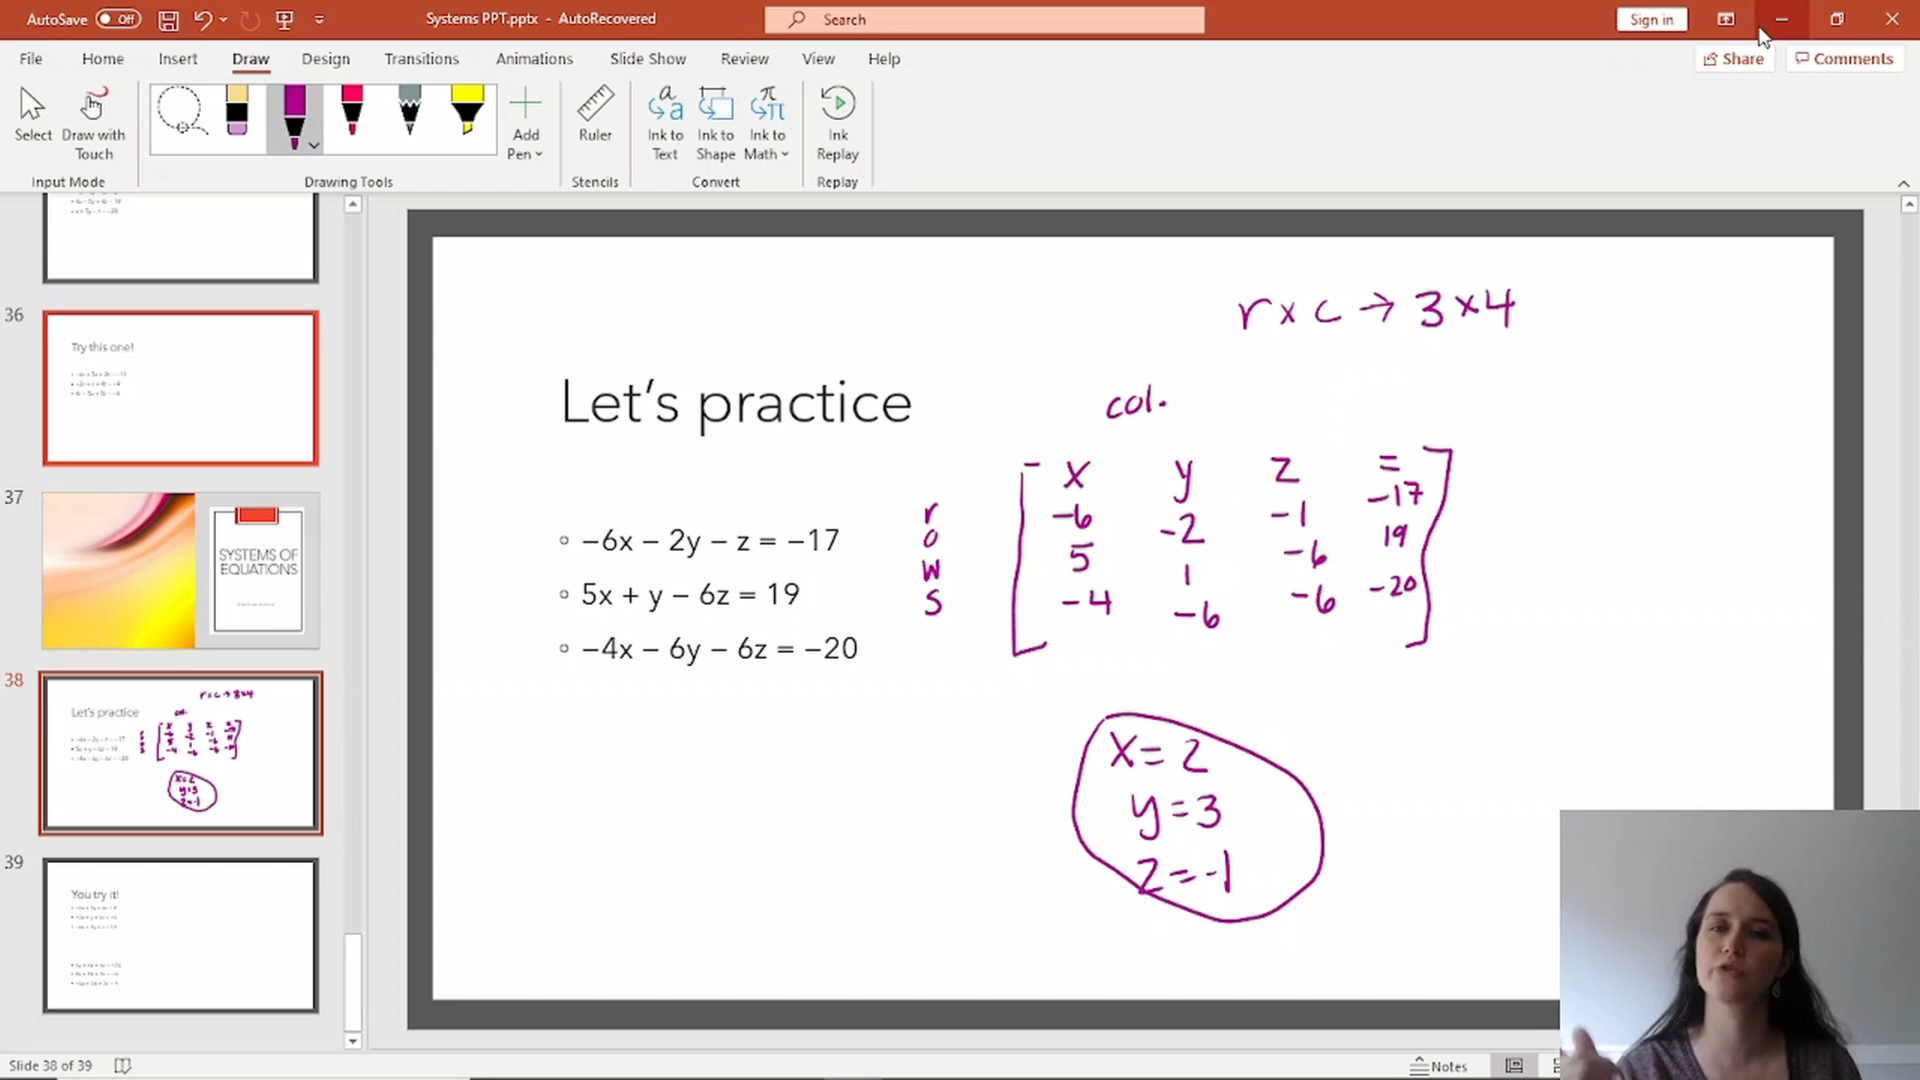 AutoSave Off Systems PPT.pptx - AutoRecovered Search Sign in
File Home Insert Draw Design Transitions Animations Slide Show Review View Help Share Comments
Select
Draw with Touch
Add Pen
Ruler
Ink to Text
Ink to Shape
Ink to Math
Ink Replay
Input Mode Drawing Tools Stencils Convert Replay
36
Try this one!
37
SYSTEMS OF EQUATIONS
38
Let's practice
39
You try it!
r x c → 3 x 4
Let's practice
col.
rows
x y z =
-6 -2 -1 -17
5 1 -6 19
-4 -6 -6 -20
−6x − 2y − z = −17
5x + y − 6z = 19
−4x − 6y − 6z = −20
x = 2
y = 3
z = -1
Slide 38 of 39 Notes